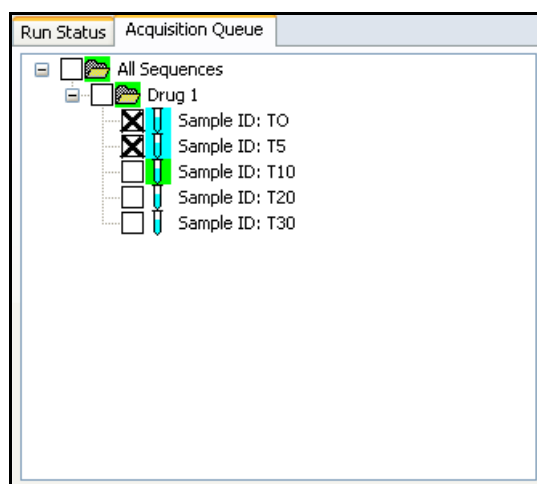 Run Status Acquisition Queue
All Sequences
Drug 1
Sample ID: TO
Sample ID: T5
Sample ID: T10
Sample ID: T20
Sample ID: T30